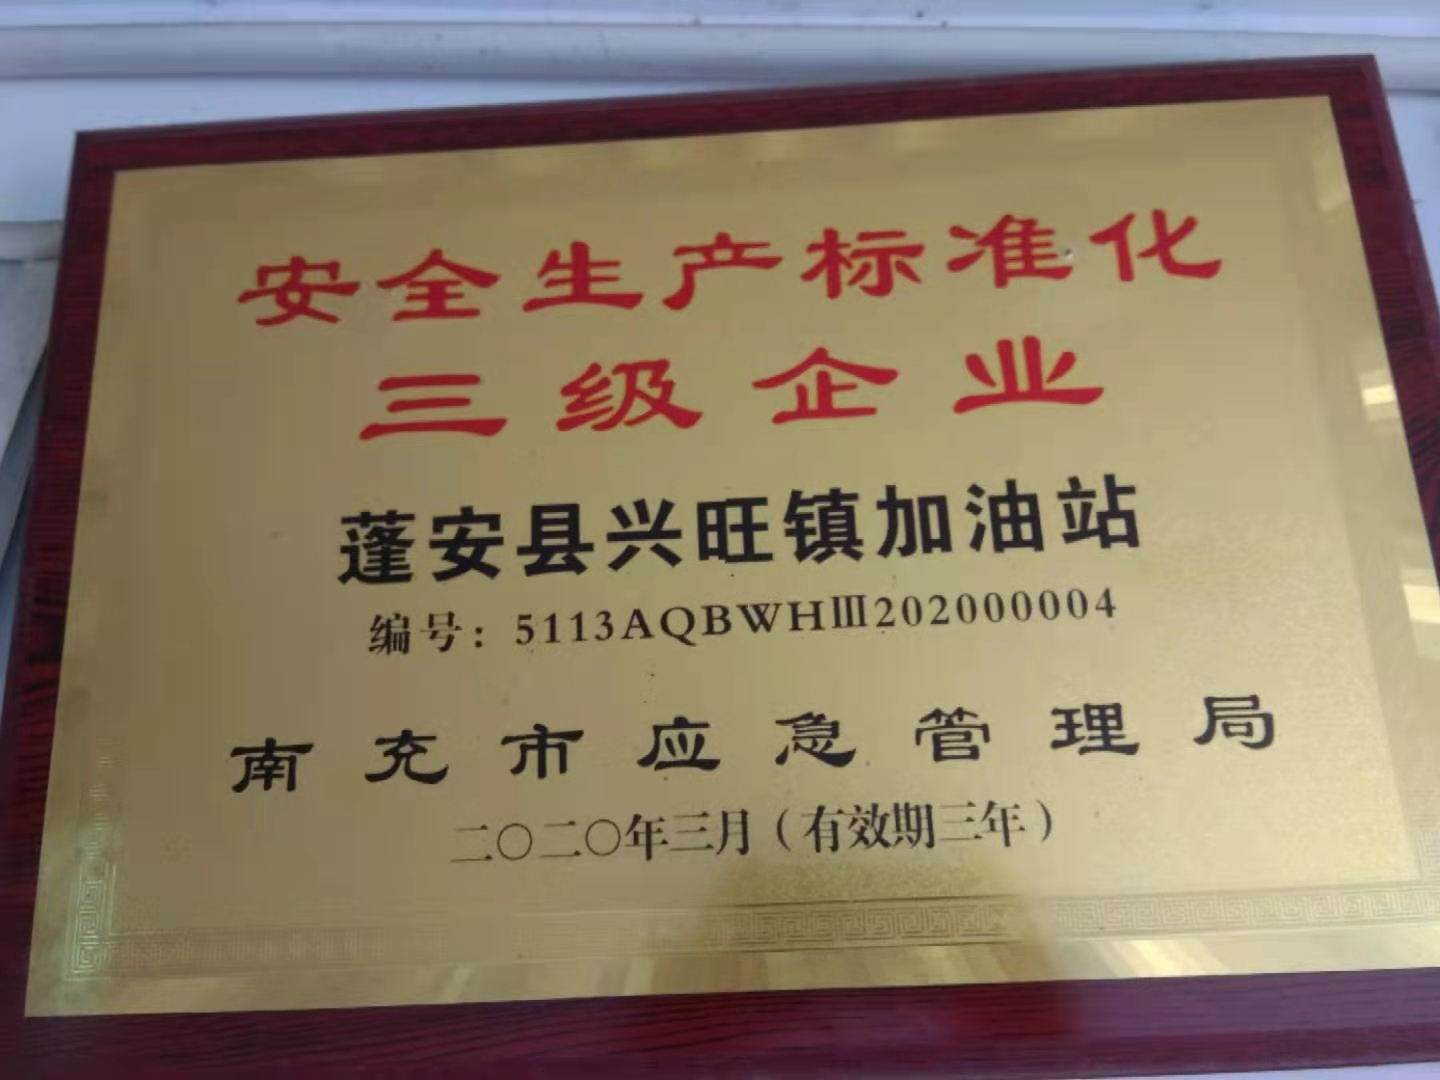 安全生产标准化
三级企业
蓬安县兴旺镇加油站
编号：5113AQBWHⅢ202000004
南充市应急管理局
二〇二〇年三月（有效期三年）